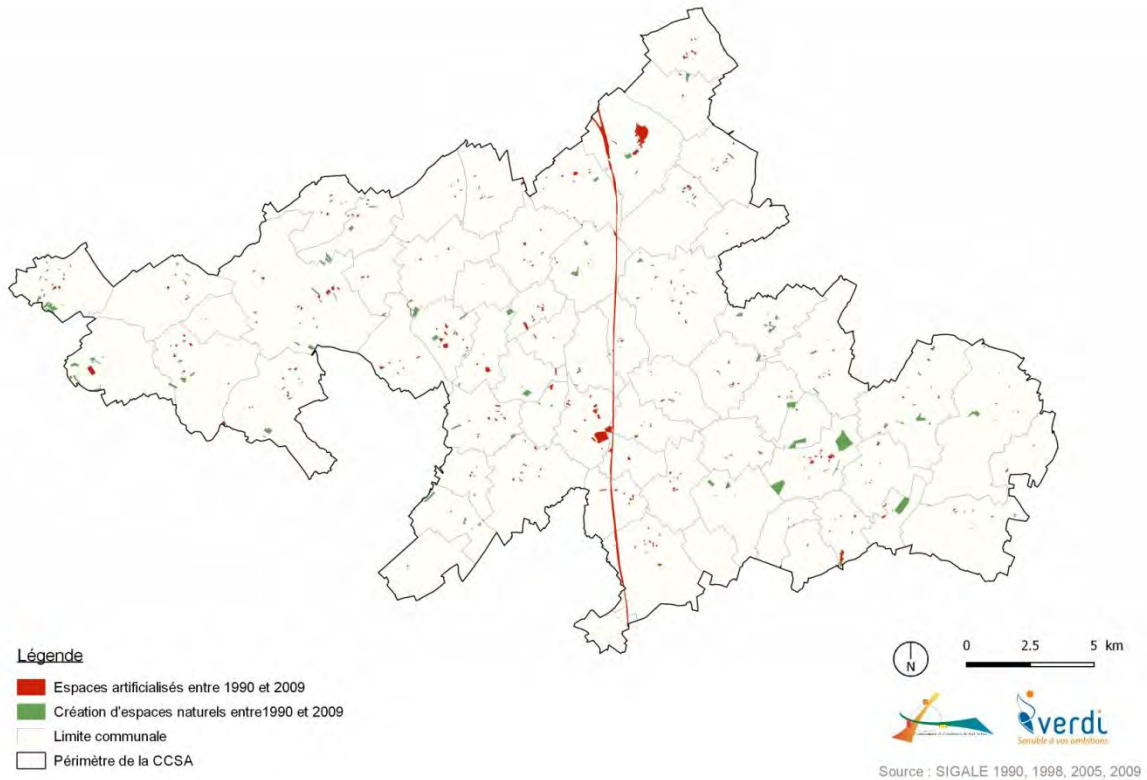 Légende
Espaces artificialisés entre 1990 et 2009
Création d'espaces naturels entre1990 et 2009
Limite communale
Périmètre de la CCSA
N
0 2.5 5 km
verdi
Sensible à vos ambitions
Source : SIGALE 1990, 1998, 2005, 2009